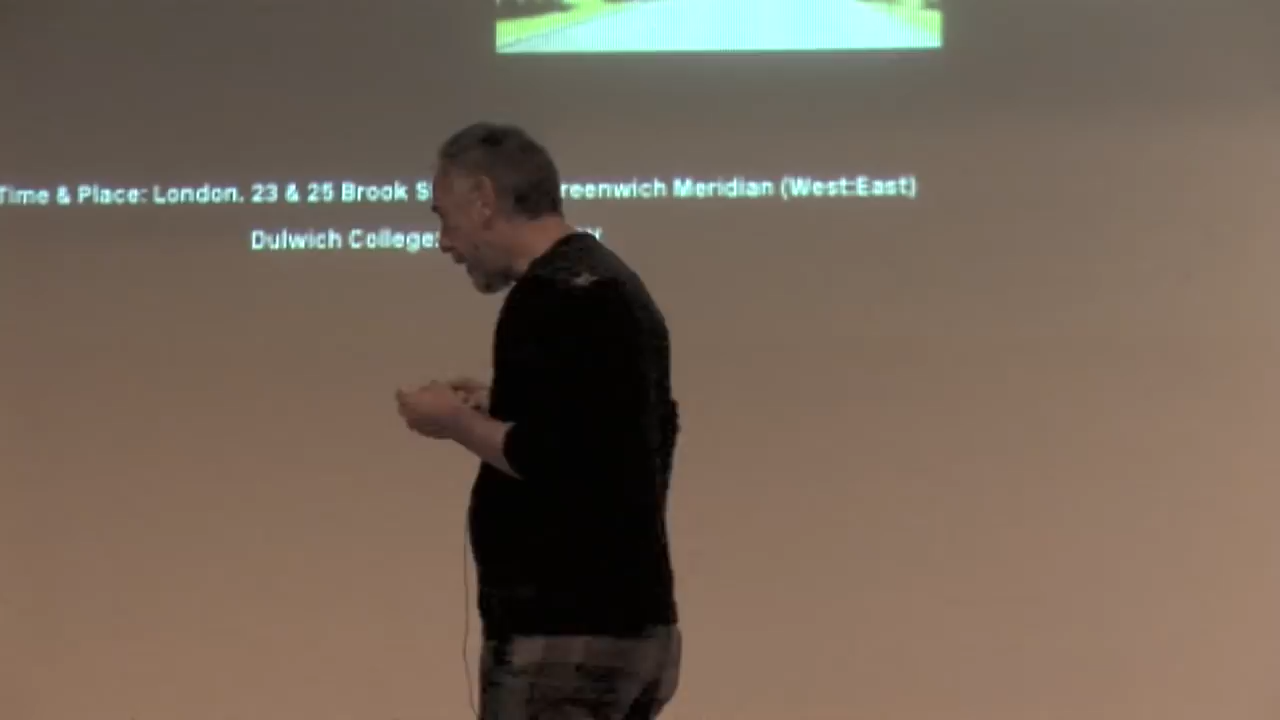 Time & Place: London. 23 & 25 Brook reenwich Meridian (West:East)
Dulwich College: